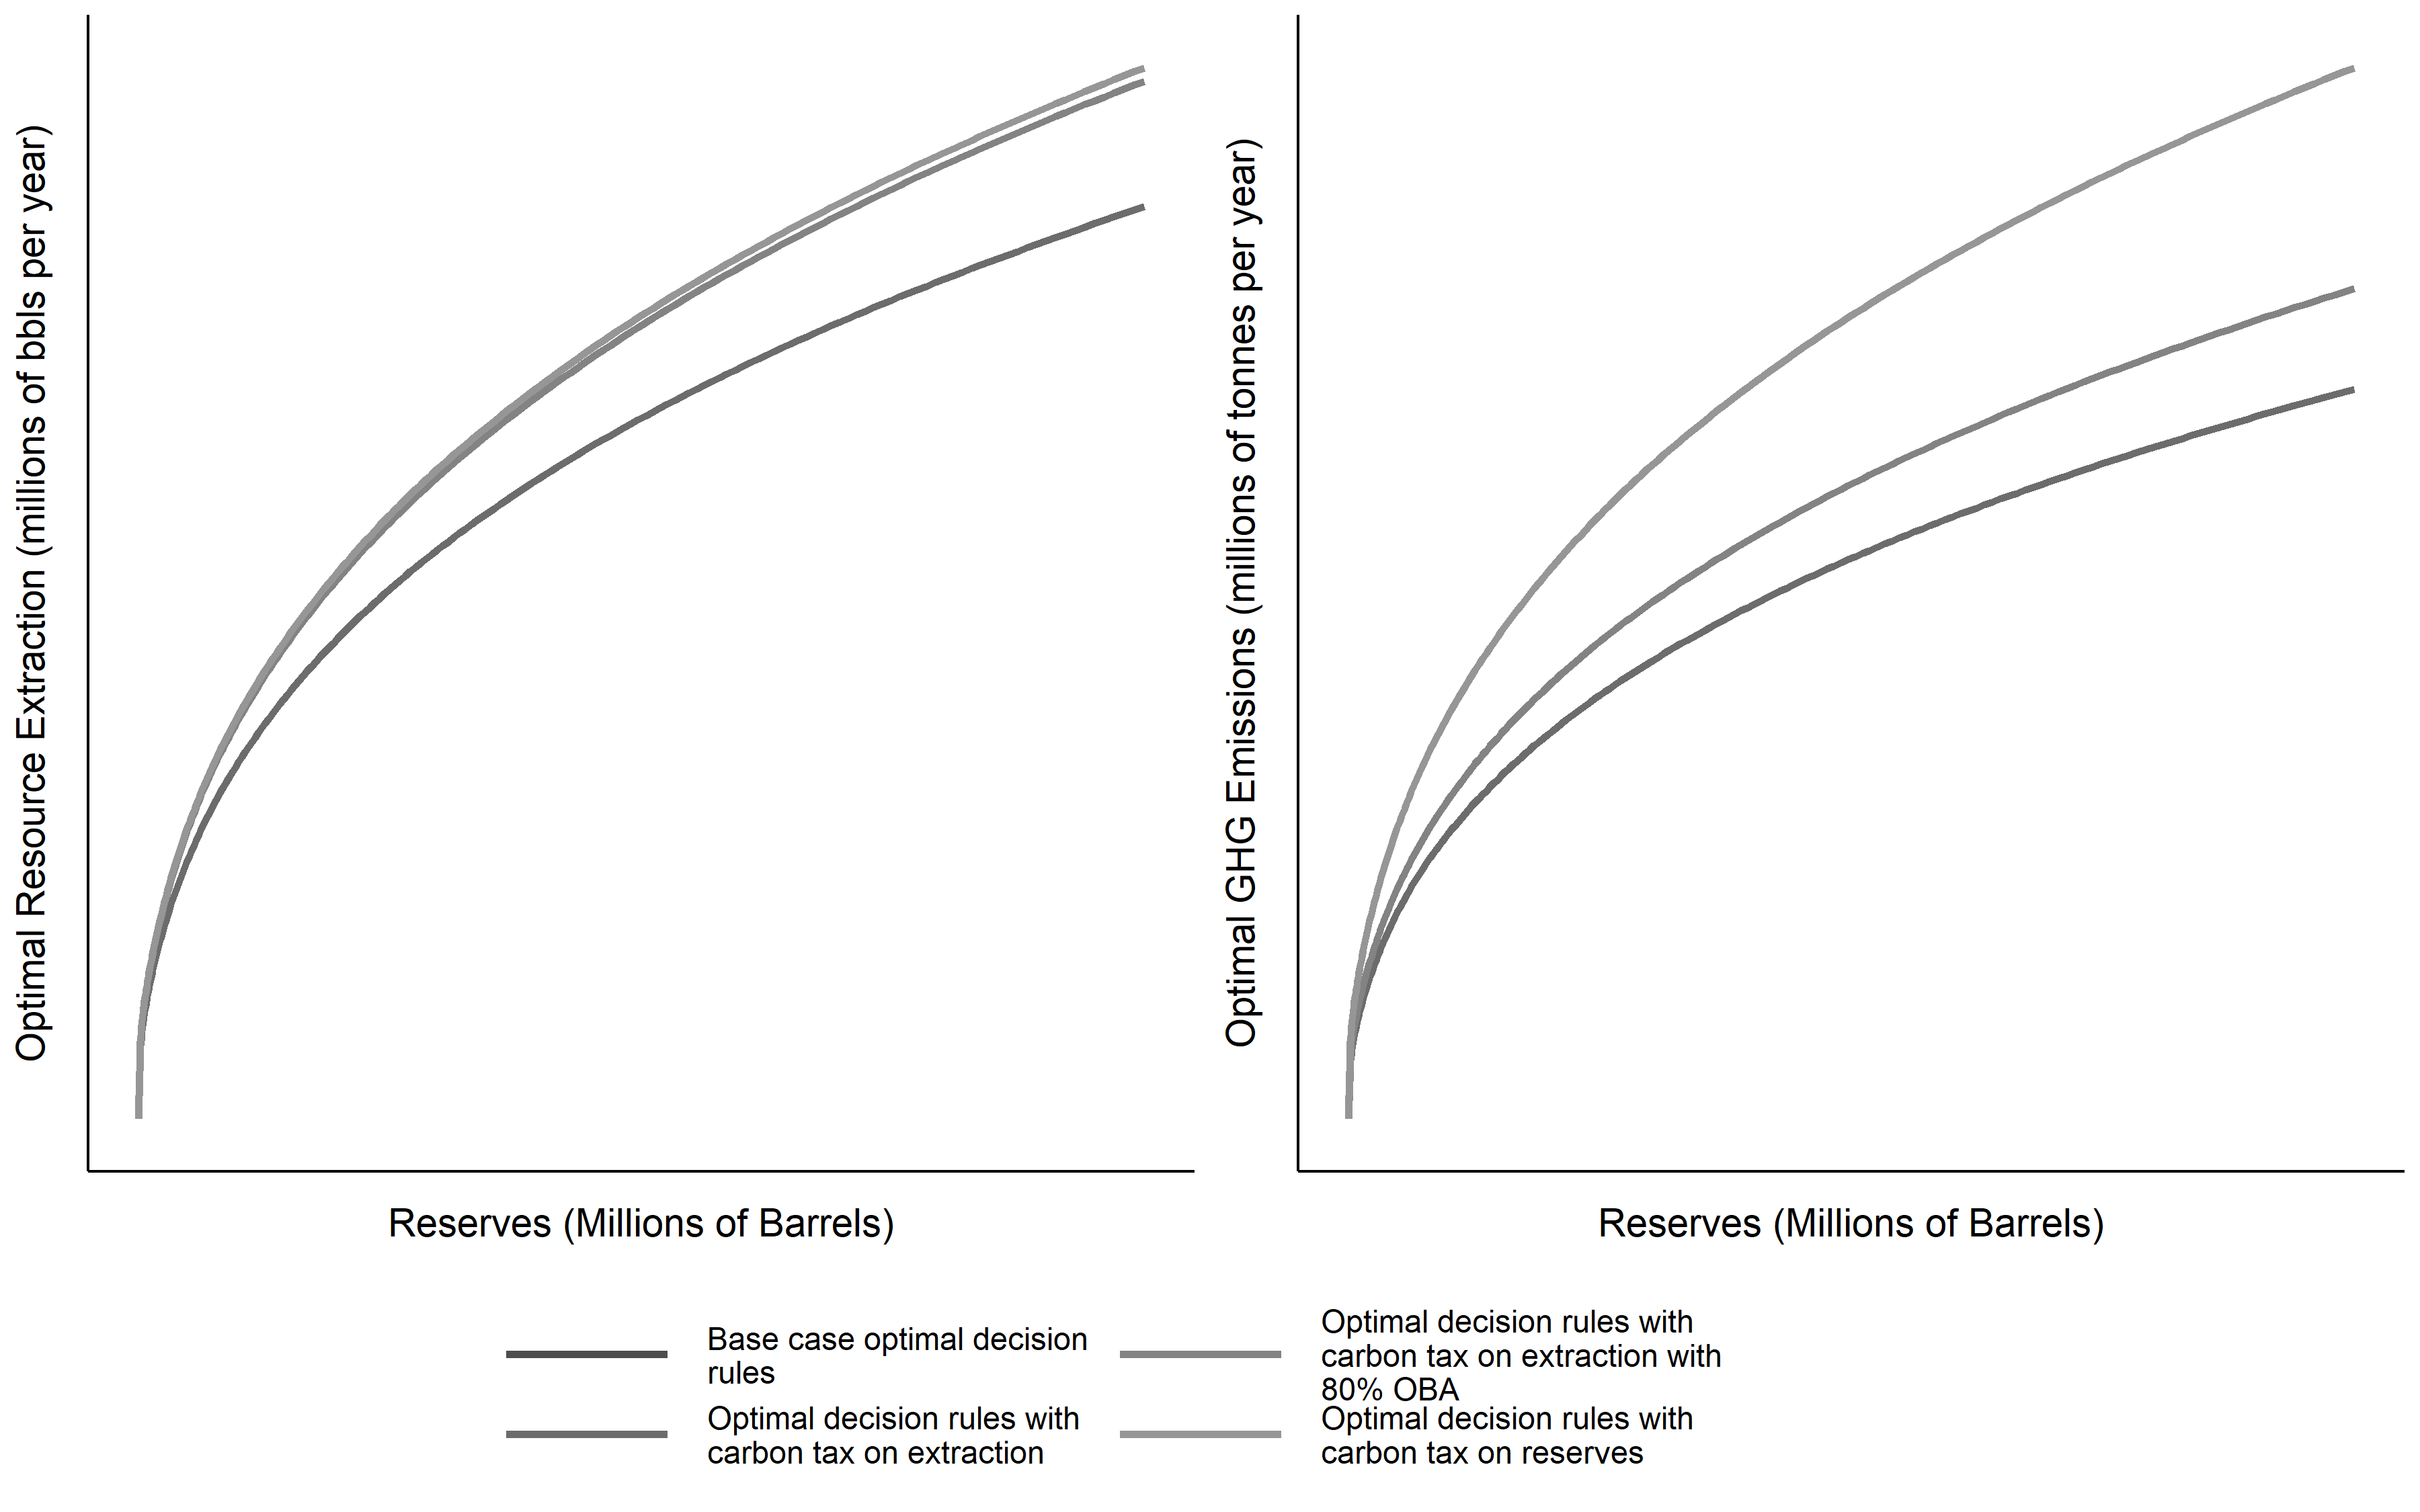 Optimal Resource Extraction (millions of bbls per year)
Reserves (Millions of Barrels)
Optimal GHG Emissions (millions of tonnes per year)
Reserves (Millions of Barrels)
Base case optimal decision
rules
Optimal decision rules with
carbon tax on extraction
Optimal decision rules with
carbon tax on extraction with
80% OBA
Optimal decision rules with
carbon tax on reserves